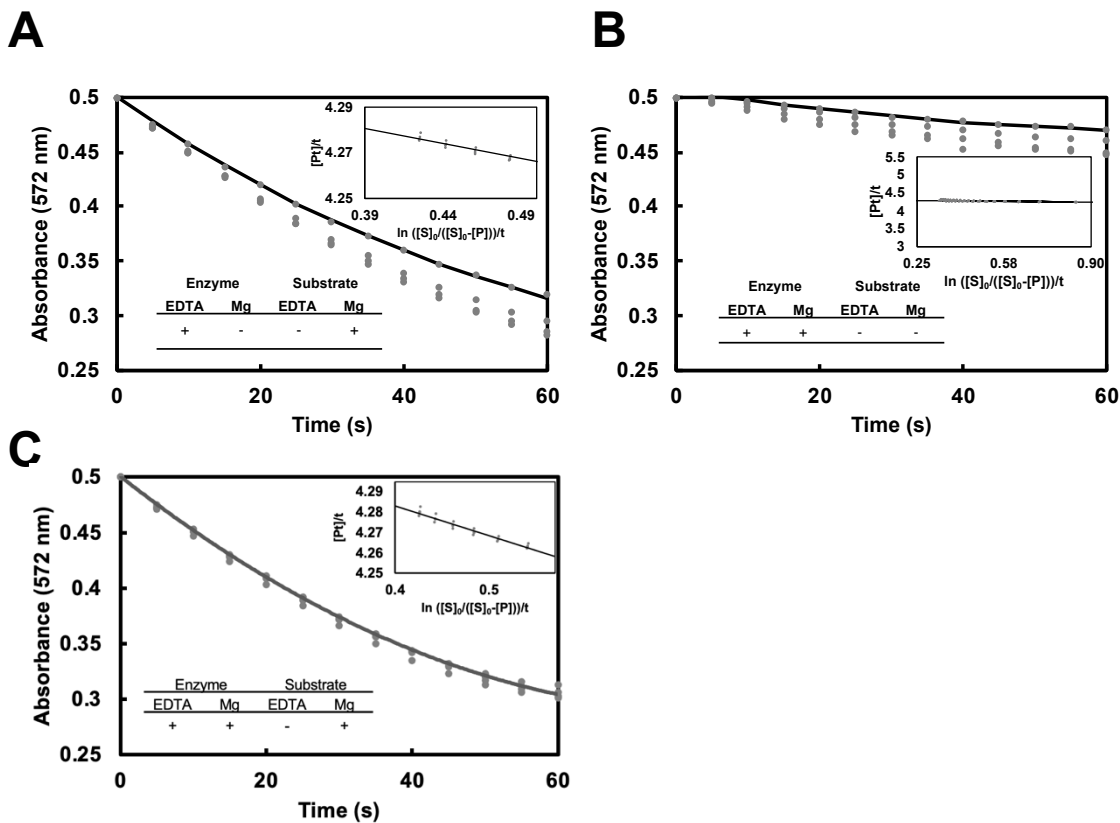 A
B
0.5
0.45
0.4
0.35
0.3
0.25
Absorbance (572 nm)
4.29
4.27
4.25
[Pt]/t
0.39 0.44 0.49
ln ([S]0/([S]0-[P]))/t
Enzyme Substrate
EDTA Mg EDTA Mg
+ - - +
0 20 40 60
Time (s)
0.5
0.45
0.4
0.35
0.3
0.25
Absorbance (572 nm)
5.5
5
4.5
4
3.5
3
[Pt]/t
0.25 0.58 0.90
ln ([S]0/([S]0-[P]))/t
Enzyme Substrate
EDTA Mg EDTA Mg
+ + - -
0 20 40 60
Time (s)
C
0.5
0.45
0.4
0.35
0.3
0.25
Absorbance (572 nm)
4.29
4.28
4.27
4.26
4.25
[Pt]/t
0.4 0.5
ln ([S]0/([S]0-[P]))/t
Enzyme Substrate
EDTA Mg EDTA Mg
+ + - +
0 20 40 60
Time (s)